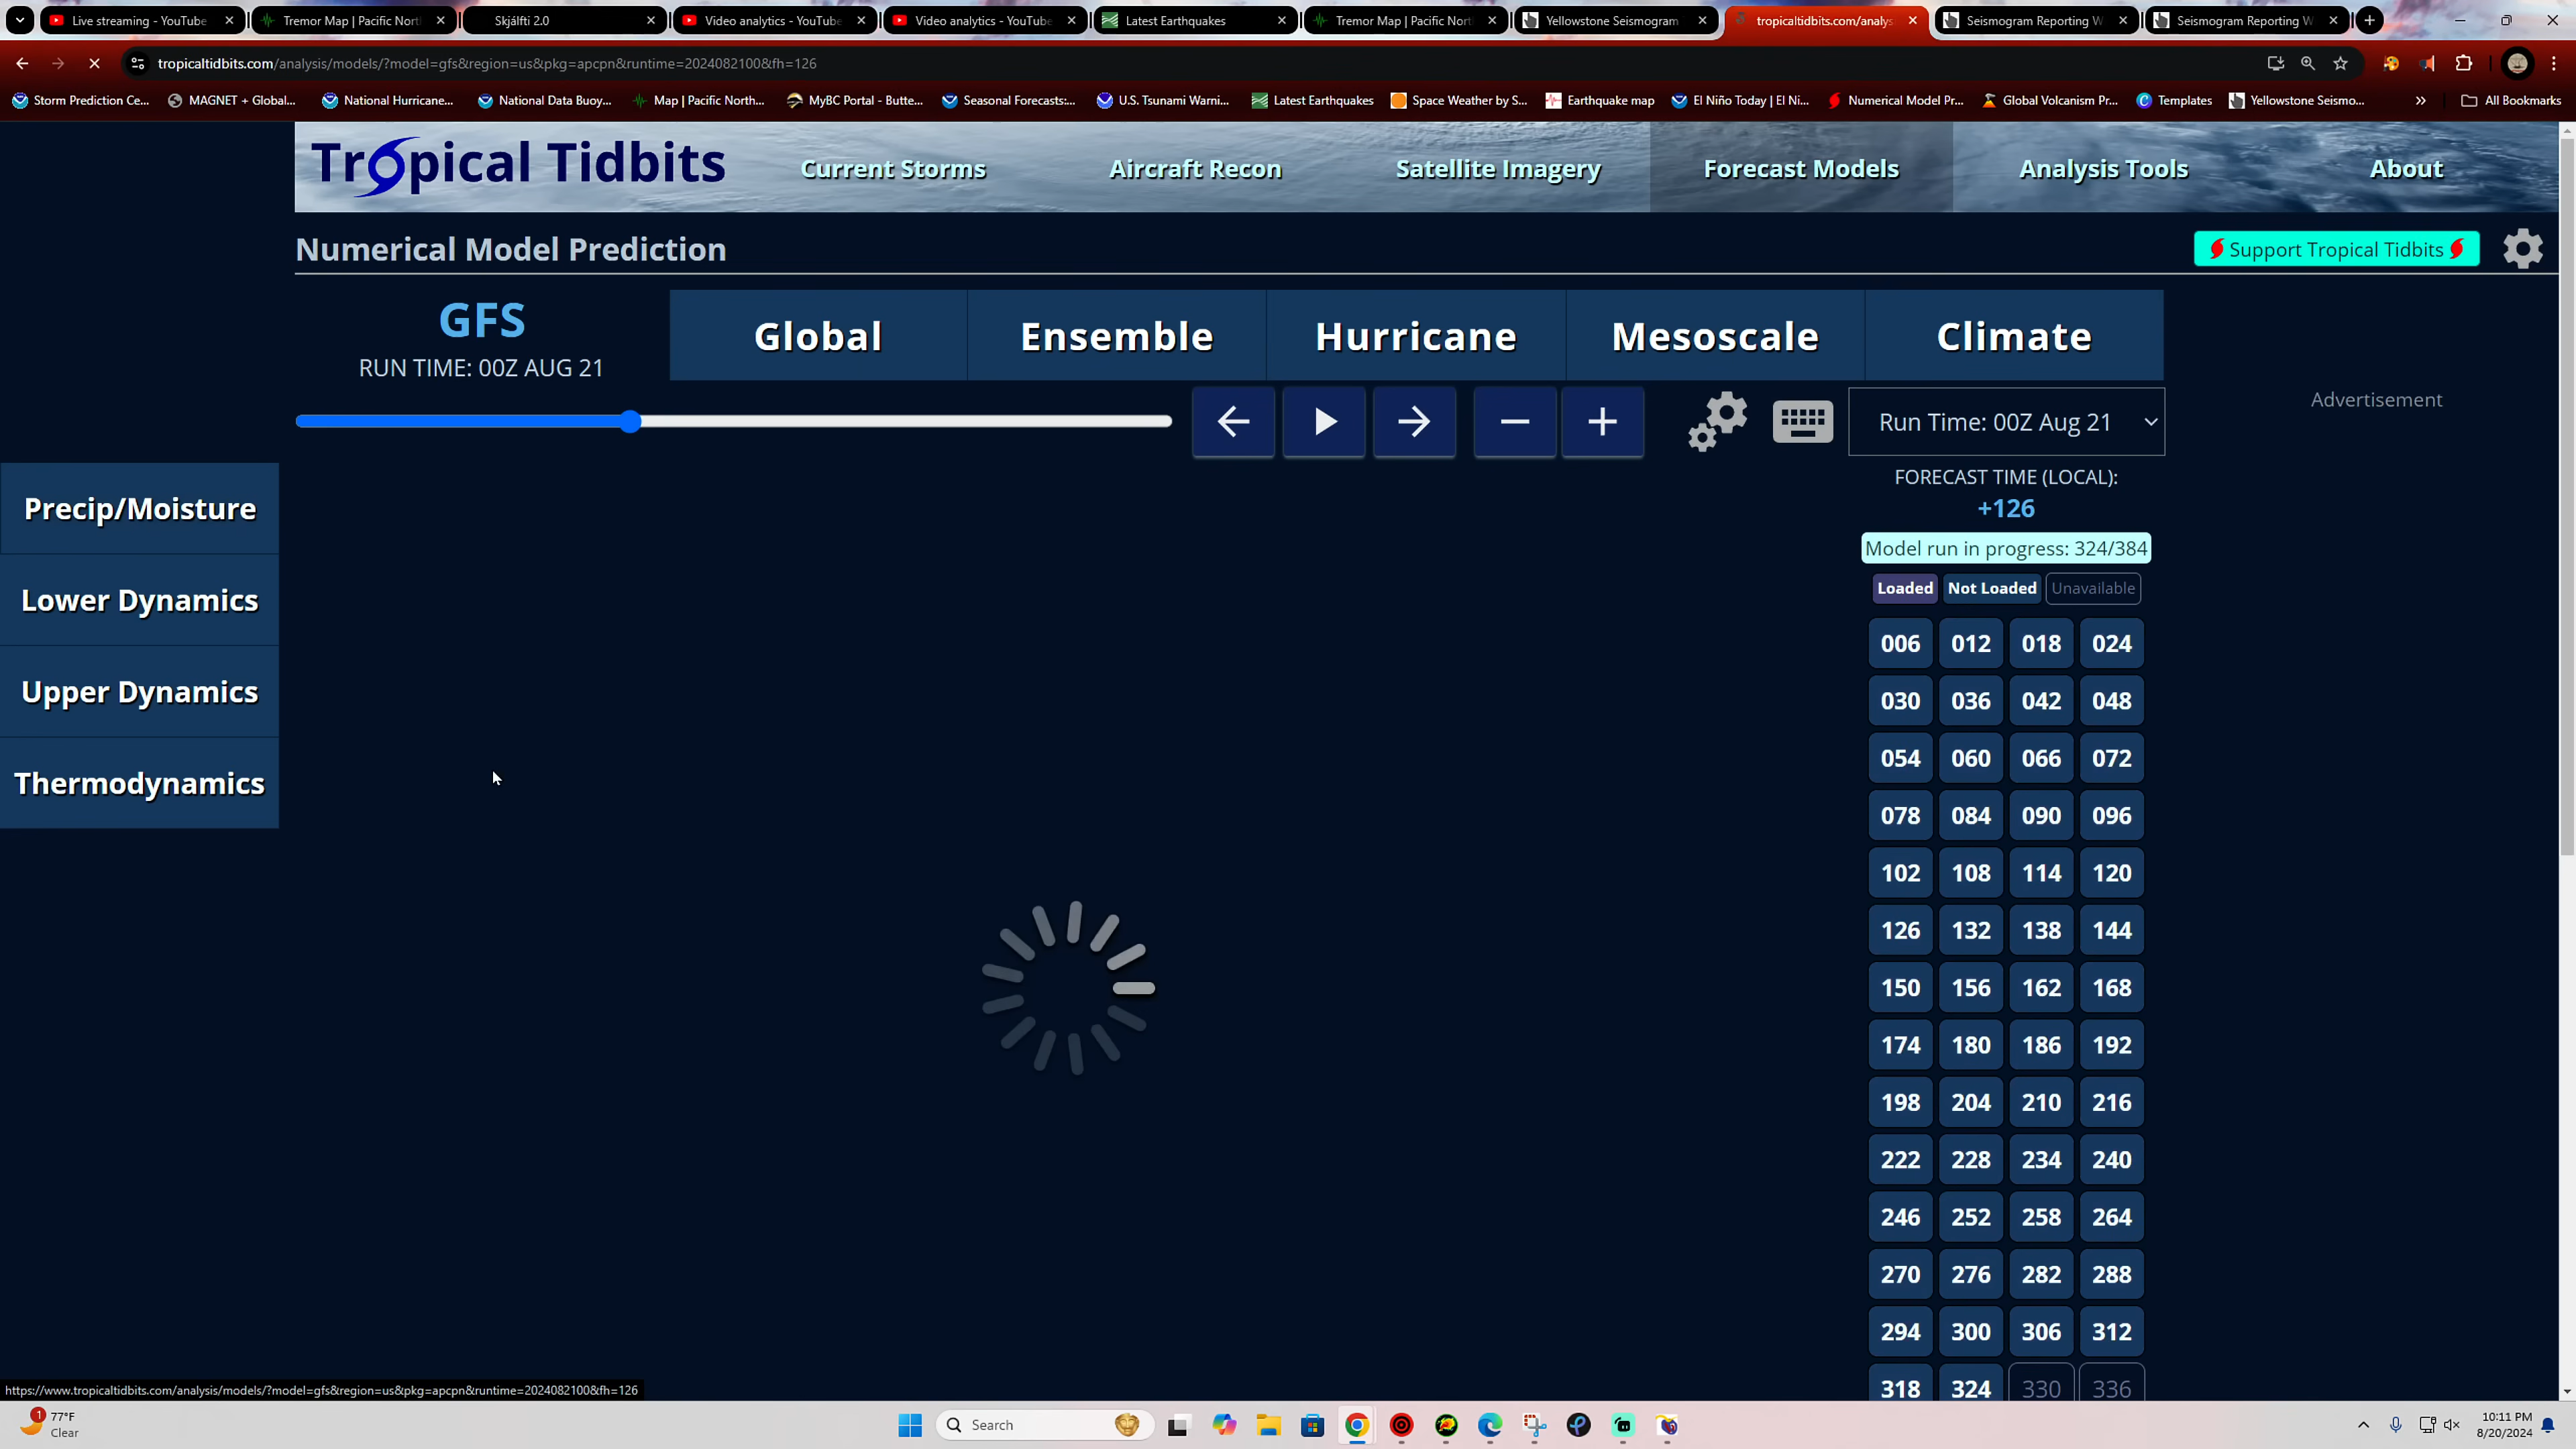 Live streaming - YouTube
Tremor Map | Pacific Nort
Skjálfti 2.0
Video analytics - YouTube
Video analytics - YouTube
Latest Earthquakes
Tremor Map | Pacific Nort
Yellowstone Seismogram
tropicaltidbits.com/analys
Seismogram Reporting W
Seismogram Reporting W
tropicaltidbits.com/analysis/models/?model=gfs&region=us&pkg=apcpn&runtime=2024082100&fh=126
Storm Prediction Ce...
MAGNET + Global...
National Hurricane...
National Data Buoy...
Map | Pacific North...
MyBC Portal - Butte...
Seasonal Forecasts:...
U.S. Tsunami Warni...
Latest Earthquakes
Space Weather by S...
Earthquake map
El Niño Today | El Ni...
Numerical Model Pr...
Global Volcanism Pr...
Templates
Yellowstone Seismo...
All Bookmarks
Tropical Tidbits
Current Storms
Aircraft Recon
Satellite Imagery
Forecast Models
Analysis Tools
About
Numerical Model Prediction
Support Tropical Tidbits
GFS
RUN TIME: 00Z AUG 21
Global
Ensemble
Hurricane
Mesoscale
Climate
Run Time: 00Z Aug 21
Advertisement
Precip/Moisture
Lower Dynamics
Upper Dynamics
Thermodynamics
FORECAST TIME (LOCAL):
+126
Model run in progress: 324/384
Loaded Not Loaded Unavailable
006 012 018 024
030 036 042 048
054 060 066 072
078 084 090 096
102 108 114 120
126 132 138 144
150 156 162 168
174 180 186 192
198 204 210 216
222 228 234 240
246 252 258 264
270 276 282 288
294 300 306 312
318 324 330 336
https://www.tropicaltidbits.com/analysis/models/?model=gfs&region=us&pkg=apcpn&runtime=2024082100&fh=126
1
77°F
Clear
Search
10:11 PM
8/20/2024